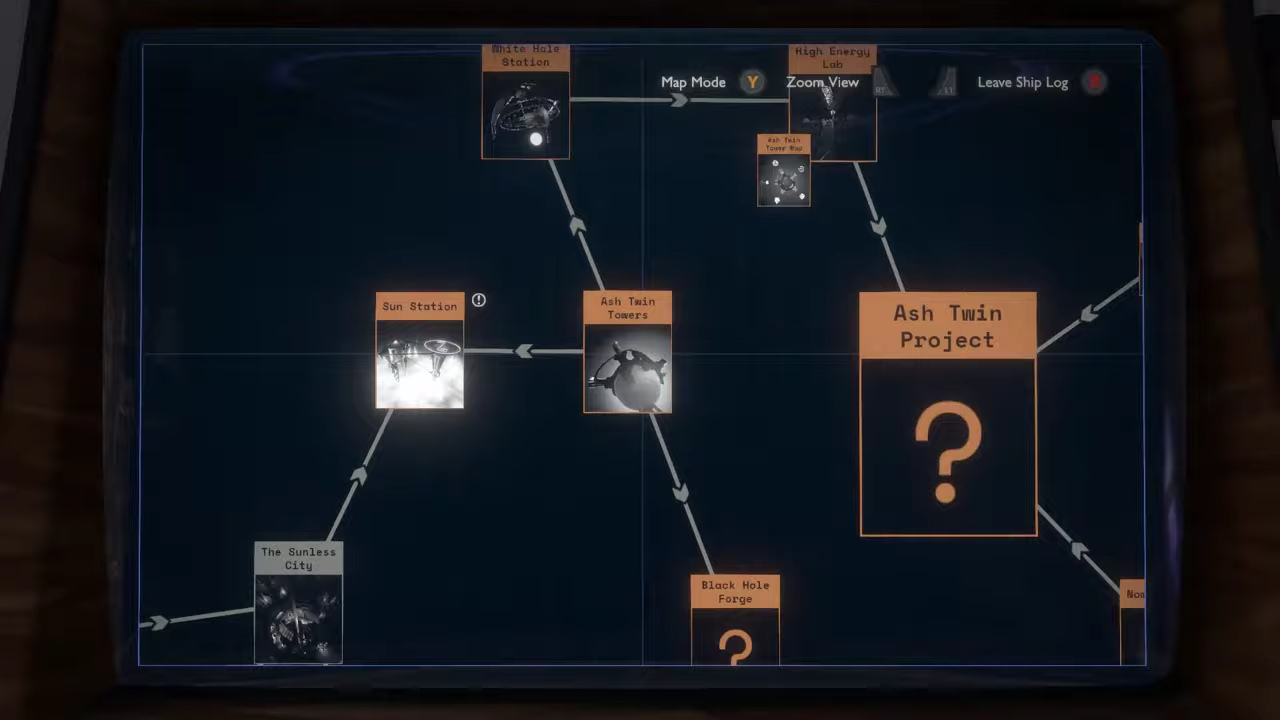 White Hole
Station
High Energy
Lab
Map Mode Y Zoom View Leave Ship Log
Ash Twin
Tower Map
Sun Station
Ash Twin
Towers
Ash Twin
Project
?
The Sunless
City
Black Hole
Forge
?
Nom